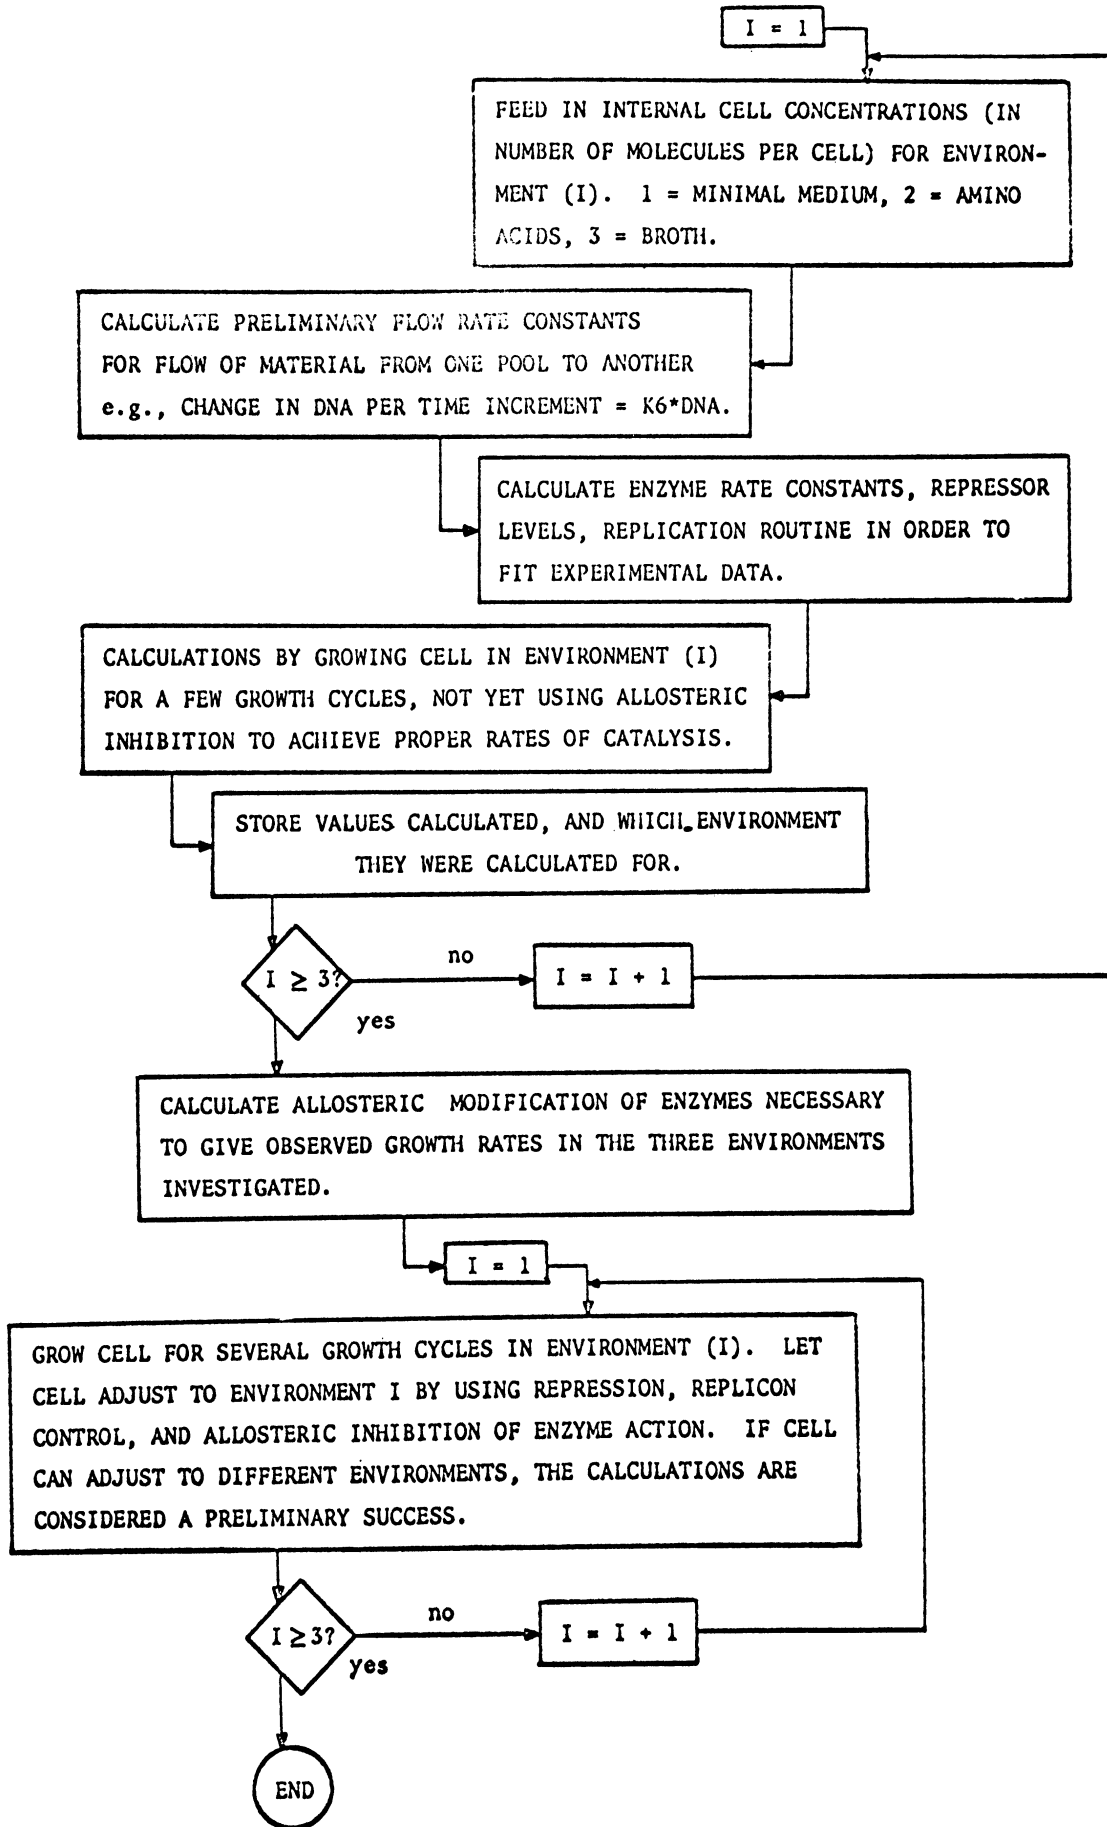 I = 1
FEED IN INTERNAL CELL CONCENTRATIONS (IN
NUMBER OF MOLECULES PER CELL) FOR ENVIRON-
MENT (I). 1 = MINIMAL MEDIUM, 2 = AMINO
ACIDS, 3 = BROTH.
CALCULATE PRELIMINARY FLOW RATE CONSTANTS
FOR FLOW OF MATERIAL FROM ONE POOL TO ANOTHER
e.g., CHANGE IN DNA PER TIME INCREMENT = K6*DNA.
CALCULATE ENZYME RATE CONSTANTS, REPRESSOR
LEVELS, REPLICATION ROUTINE IN ORDER TO
FIT EXPERIMENTAL DATA.
CALCULATIONS BY GROWING CELL IN ENVIRONMENT (I)
FOR A FEW GROWTH CYCLES, NOT YET USING ALLOSTERIC
INHIBITION TO ACHIEVE PROPER RATES OF CATALYSIS.
STORE VALUES CALCULATED, AND WHICH ENVIRONMENT
THEY WERE CALCULATED FOR.
I ≥ 3?
no
I = I + 1
yes
CALCULATE ALLOSTERIC MODIFICATION OF ENZYMES NECESSARY
TO GIVE OBSERVED GROWTH RATES IN THE THREE ENVIRONMENTS
INVESTIGATED.
I = 1
GROW CELL FOR SEVERAL GROWTH CYCLES IN ENVIRONMENT (I). LET
CELL ADJUST TO ENVIRONMENT I BY USING REPRESSION, REPLICON
CONTROL, AND ALLOSTERIC INHIBITION OF ENZYME ACTION. IF CELL
CAN ADJUST TO DIFFERENT ENVIRONMENTS, THE CALCULATIONS ARE
CONSIDERED A PRELIMINARY SUCCESS.
I ≥ 3?
no
I = I + 1
yes
END